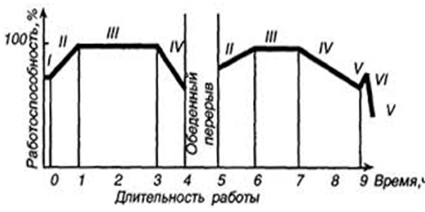 Работоспособность, %
100
I II III IV
Обеденный
перерыв
II III IV V VI
V
0 1 2 3 4 5 6 7 8 9 Время,ч
Длительность работы